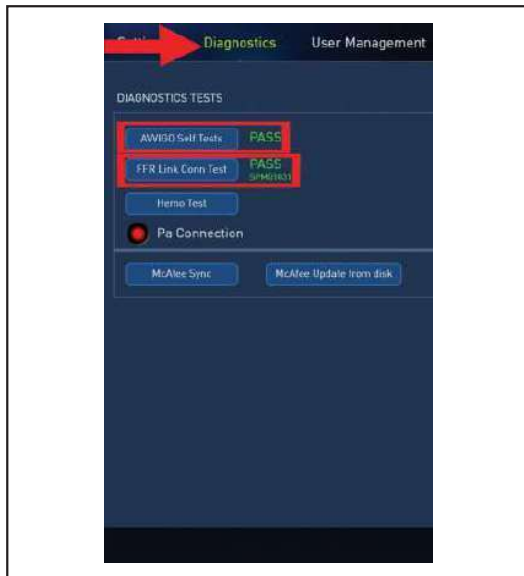 Diagnostics User Management
DIAGNOSTICS TESTS
AWIGO Self Tests PASS
FFR Link Conn Test PASS
Hemo Test
Pa Connection
McAfee Sync McAfee Update from disk